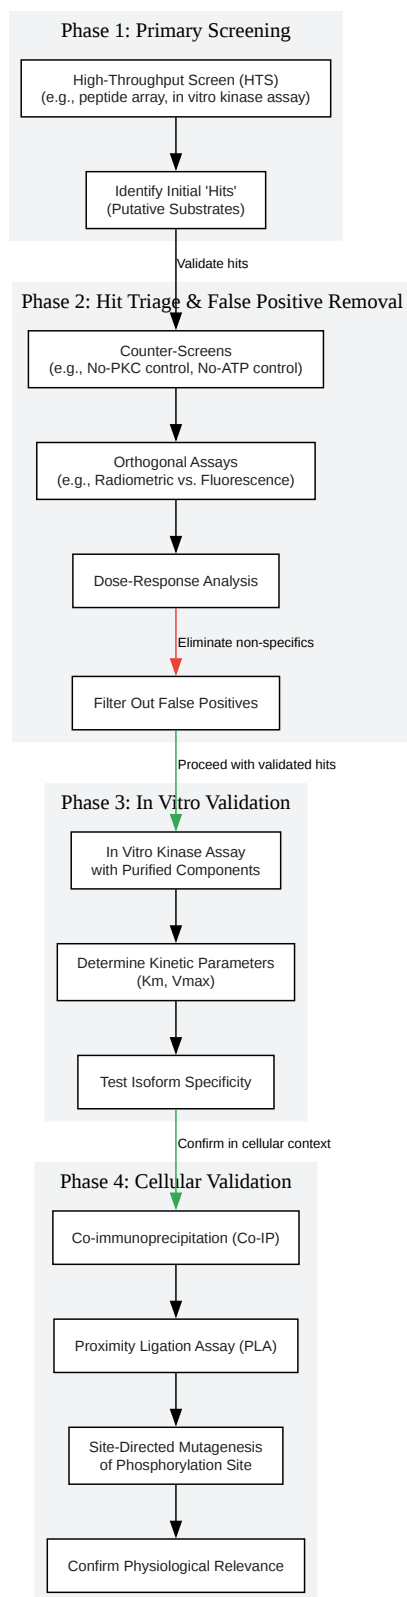 Phase 1: Primary Screening
High-Throughput Screen (HTS)
(e.g., peptide array, in vitro kinase assay)
Identify Initial 'Hits'
(Putative Substrates)
Validate hits
Phase 2: Hit Triage & False Positive Removal
Counter-Screens
(e.g., No-PKC control, No-ATP control)
Orthogonal Assays
(e.g., Radiometric vs. Fluorescence)
Dose-Response Analysis
Eliminate non-specifics
Filter Out False Positives
Proceed with validated hits
Phase 3: In Vitro Validation
In Vitro Kinase Assay
with Purified Components
Determine Kinetic Parameters
(Km, Vmax)
Test Isoform Specificity
Confirm in cellular context
Phase 4: Cellular Validation
Co-immunoprecipitation (Co-IP)
Proximity Ligation Assay (PLA)
Site-Directed Mutagenesis
of Phosphorylation Site
Confirm Physiological Relevance